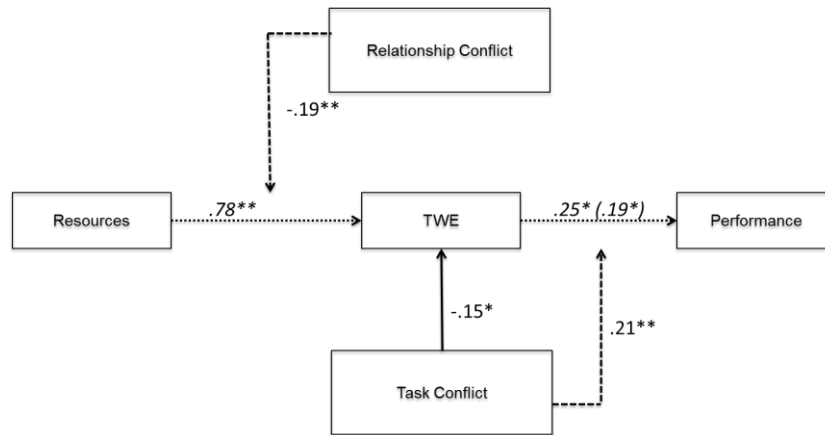 Relationship Conflict
-.19**
Resources
.78**
TWE
.25* (.19*)
Performance
-.15*
.21**
Task Conflict